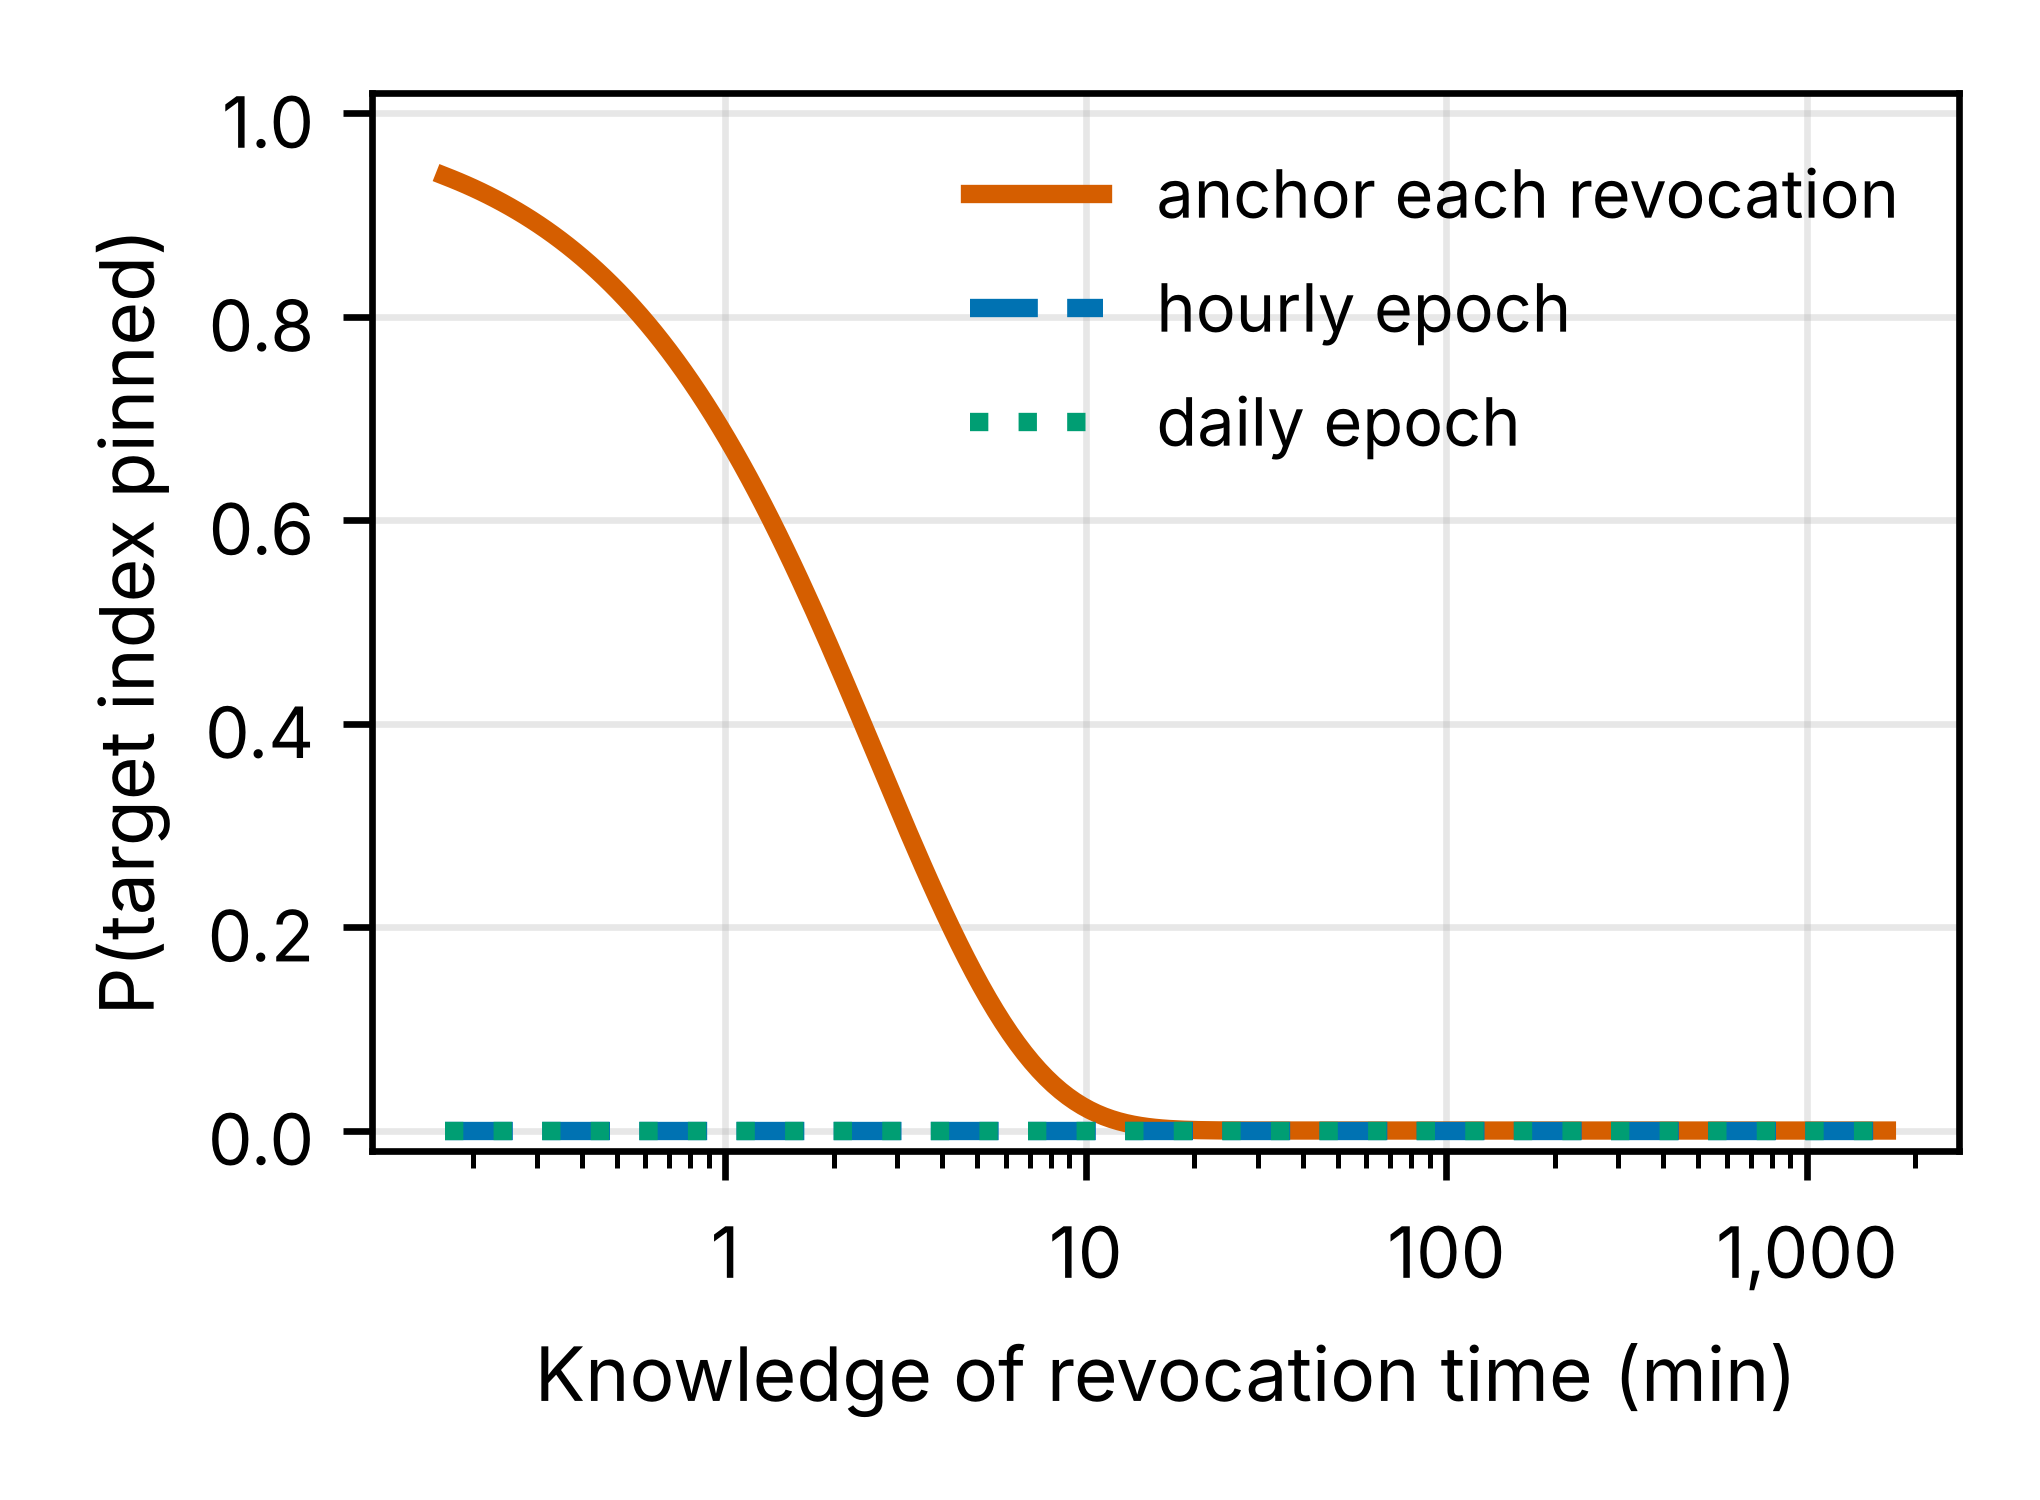 P(target index pinned)
1.0
0.8
0.6
0.4
0.2
0.0
anchor each revocation
hourly epoch
daily epoch
1 10 100 1,000
Knowledge of revocation time (min)